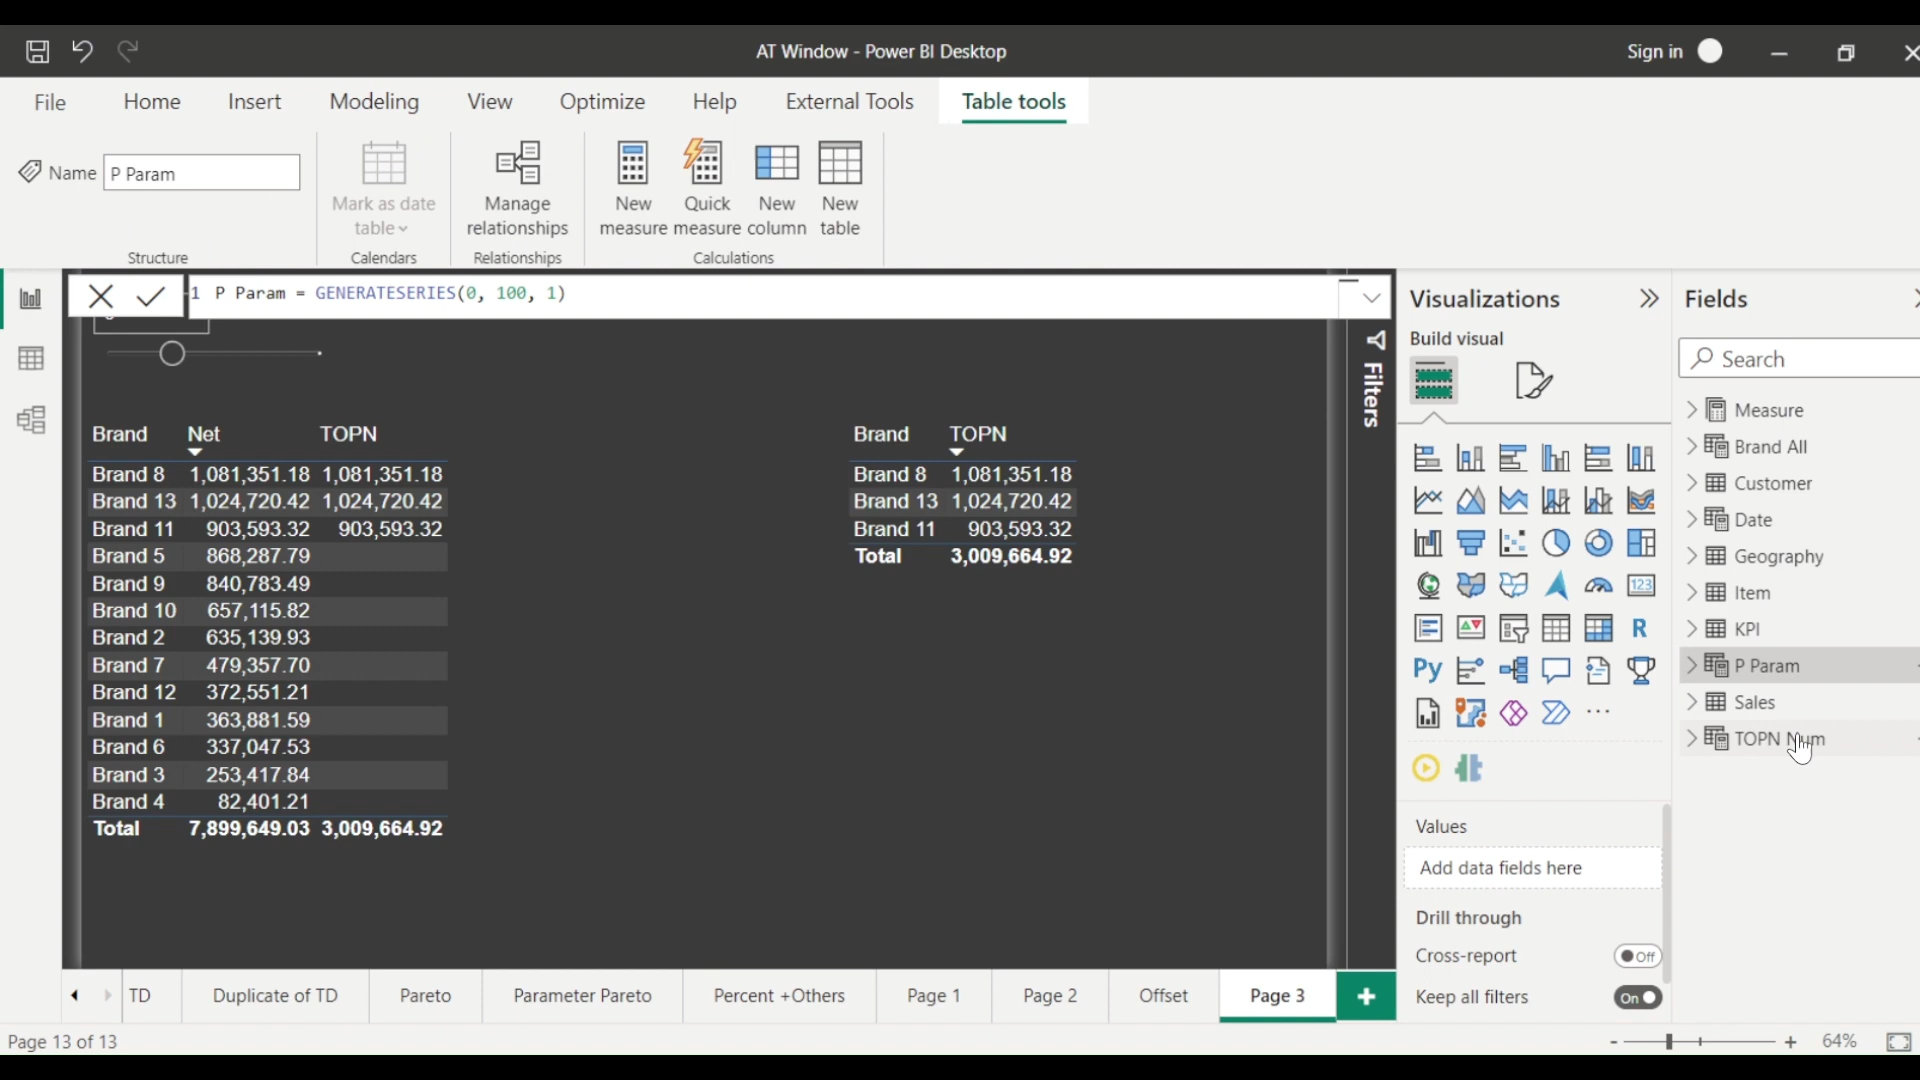 AT Window - Power BI Desktop
Sign in
File Home Insert Modeling View Optimize Help External Tools Table tools
Name P Param
Mark as date table
Manage relationships
New measure
Quick measure
New column
New table
Structure Calendars Relationships Calculations
1 P Param = GENERATESERIES(0, 100, 1)
Brand Net TOPN
Brand 8 1,081,351.18 1,081,351.18
Brand 13 1,024,720.42 1,024,720.42
Brand 11 903,593.32 903,593.32
Brand 5 868,287.79
Brand 9 840,783.49
Brand 10 657,115.82
Brand 2 635,139.93
Brand 7 479,357.70
Brand 12 372,551.21
Brand 1 363,881.59
Brand 6 337,047.53
Brand 3 253,417.84
Brand 4 82,401.21
Total 7,899,649.03 3,009,664.92
Brand TOPN
Brand 8 1,081,351.18
Brand 13 1,024,720.42
Brand 11 903,593.32
Total 3,009,664.92
Filters
Visualizations
Build visual
123
R
Py
Values
Add data fields here
Drill through
Cross-report Off
Keep all filters On
Fields
Search
Measure
Brand All
Customer
Date
Geography
Item
KPI
P Param
Sales
TOPN Num
TD Duplicate of TD Pareto Parameter Pareto Percent +Others Page 1 Page 2 Offset Page 3
Page 13 of 13
- + 64%